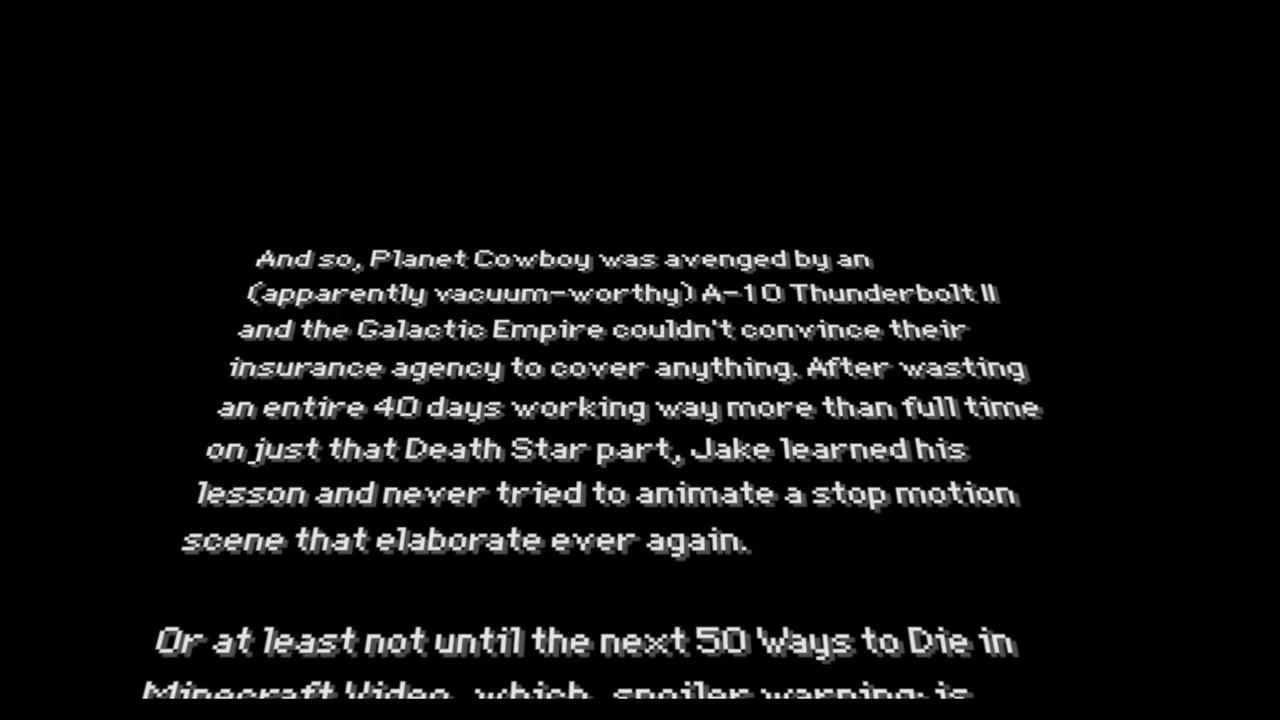 And so, Planet Cowboy was avenged by an
(apparently vacuum-worthy) A-10 Thunderbolt II
and the Galactic Empire couldn't convince their
insurance agency to cover anything. After wasting
an entire 40 days working way more than full time
on just that Death Star part, Jake learned his
lesson and never tried to animate a stop motion
scene that elaborate ever again.
Or at least not until the next 50 Ways to Die in
Minecraft Video, which, spoiler warning: is